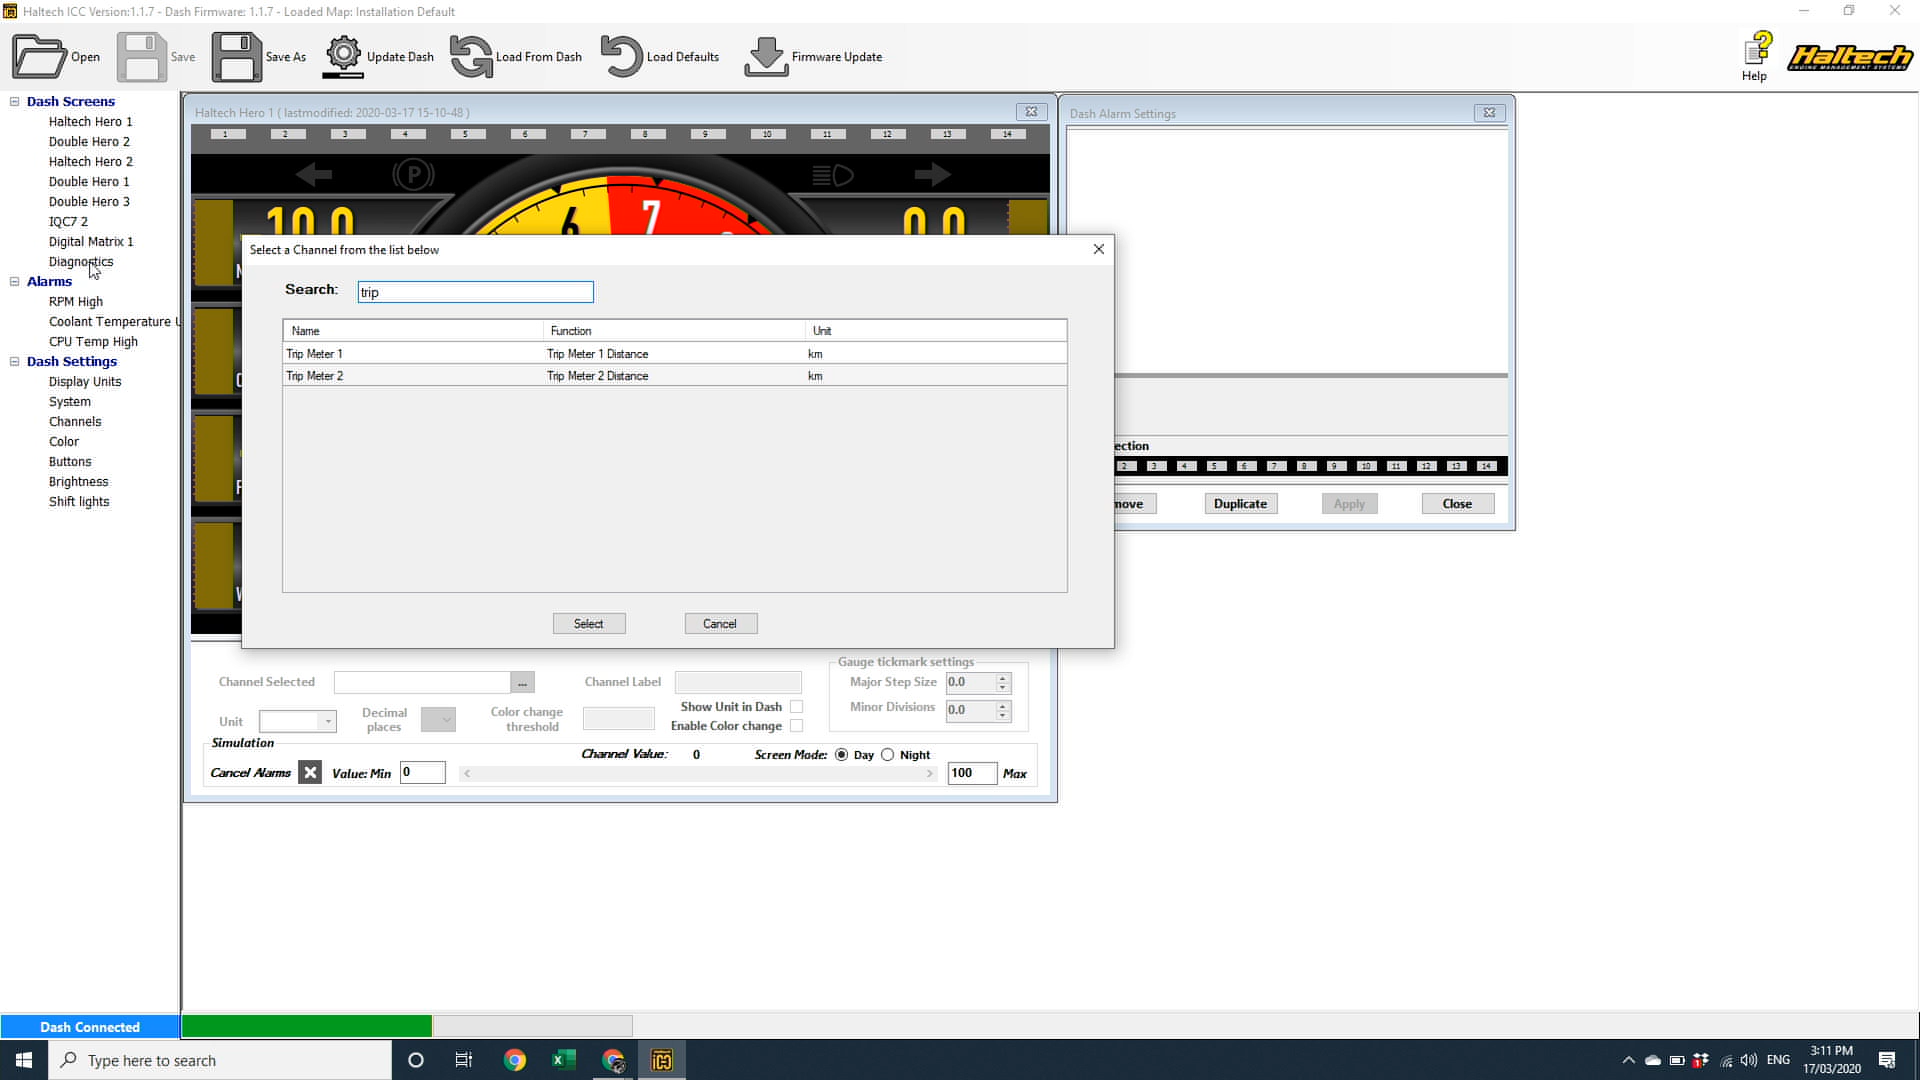 Haltech ICC Version:1.1.7 - Dash Firmware: 1.1.7 - Loaded Map: Installation Default
Open
Save
Save As
Update Dash
Load From Dash
Load Defaults
Firmware Update
Help
Haltech
ENGINE MANAGEMENT SYSTEMS
Dash Screens
Haltech Hero 1
Double Hero 2
Haltech Hero 2
Double Hero 1
Double Hero 3
IQC7 2
Digital Matrix 1
Diagnostics
Alarms
RPM High
Coolant Temperature
CPU Temp High
Dash Settings
Display Units
System
Channels
Color
Buttons
Brightness
Shift lights
Haltech Hero 1 ( lastmodified: 2020-03-17 15-10-48 )
1 2 3 4 5 6 7 8 9 10 11 12 13 14
P
6 7
Dash Alarm Settings
Select a Channel from the list below
Search: trip
Name Function Unit
Trip Meter 1 Trip Meter 1 Distance km
Trip Meter 2 Trip Meter 2 Distance km
Select
Cancel
ection
2 3 4 5 6 7 8 9 10 11 12 13 14
move
Duplicate
Apply
Close
Channel Selected
...
Channel Label
Gauge tickmark settings
Major Step Size 0.0
Minor Divisions 0.0
Unit
Decimal places
Color change threshold
Show Unit in Dash
Enable Color change
Simulation
Channel Value: 0
Screen Mode: Day Night
Cancel Alarms
Value: Min 0
100 Max
Dash Connected
Type here to search
ENG
3:11 PM
17/03/2020